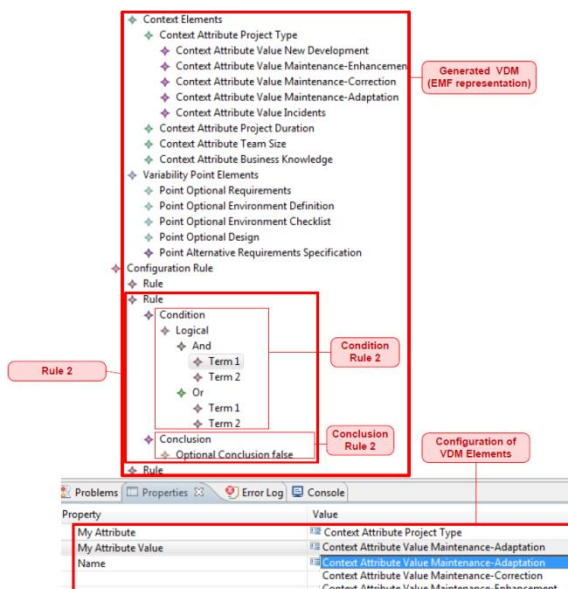 Context Elements
Context Attribute Project Type
Context Attribute Value New Development
Context Attribute Value Maintenance-Enhancemen
Context Attribute Value Maintenance-Correction
Context Attribute Value Maintenance-Adaptation
Context Attribute Value Incidents
Context Attribute Project Duration
Context Attribute Team Size
Context Attribute Business Knowledge
Variability Point Elements
Point Optional Requirements
Point Optional Environment Definition
Point Optional Environment Checklist
Point Optional Design
Point Alternative Requirements Specification
Configuration Rule
Rule
Rule
Condition
Logical
And
Term 1
Term 2
Or
Term 1
Term 2
Conclusion
Optional Conclusion false
Rule
Generated VDM
(EMF representation)
Condition
Rule 2
Rule 2
Conclusion
Rule 2
Configuration of
VDM Elements
Problems Properties Error Log Console
Property Value
My Attribute Context Attribute Project Type
My Attribute Value Context Attribute Value Maintenance-Adaptation
Name Context Attribute Value Maintenance-Adaptation
Context Attribute Value Maintenance-Correction
Context Attribute Value Maintenance-Enhancement